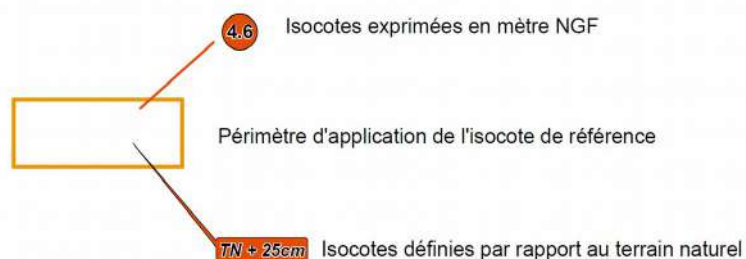 4.6 Isocotes exprimées en mètre NGF
Périmètre d'application de l'isocote de référence
TN + 25cm Isocotes définies par rapport au terrain naturel